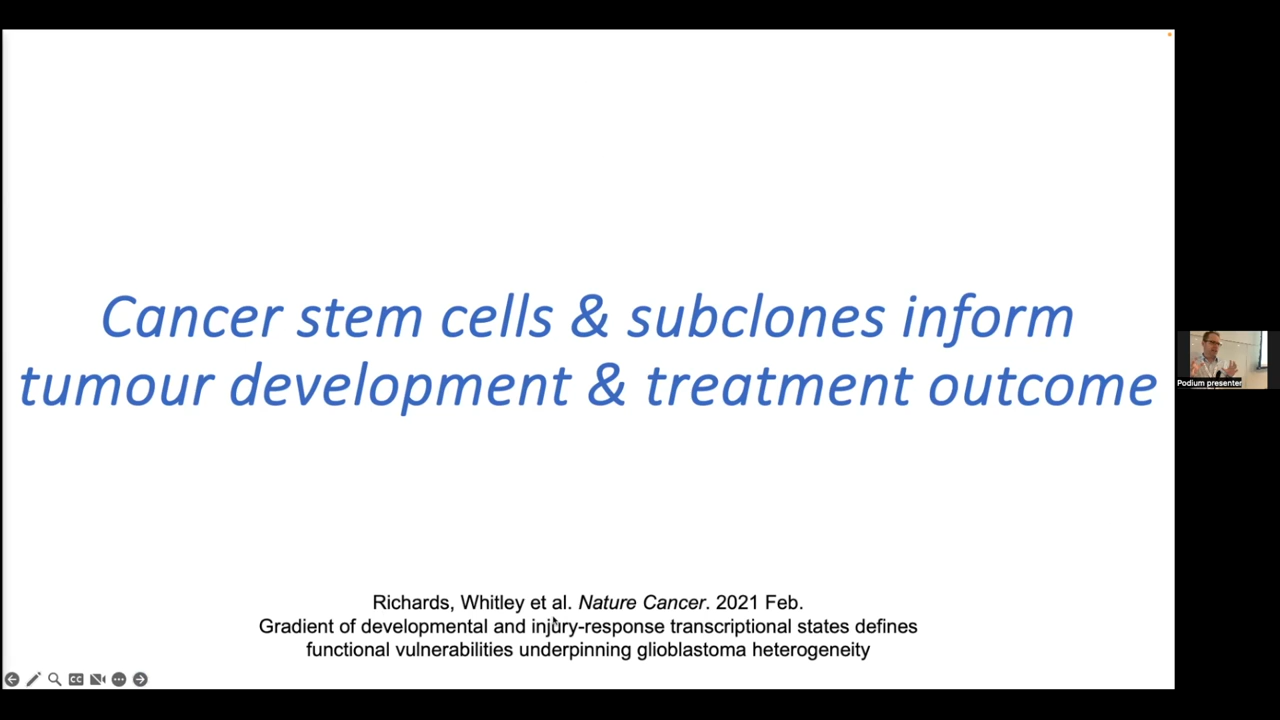 Cancer stem cells & subclones inform
tumour development & treatment outcome
Podium presenter
Richards, Whitley et al. Nature Cancer. 2021 Feb.
Gradient of developmental and injury-response transcriptional states defines
functional vulnerabilities underpinning glioblastoma heterogeneity
CC